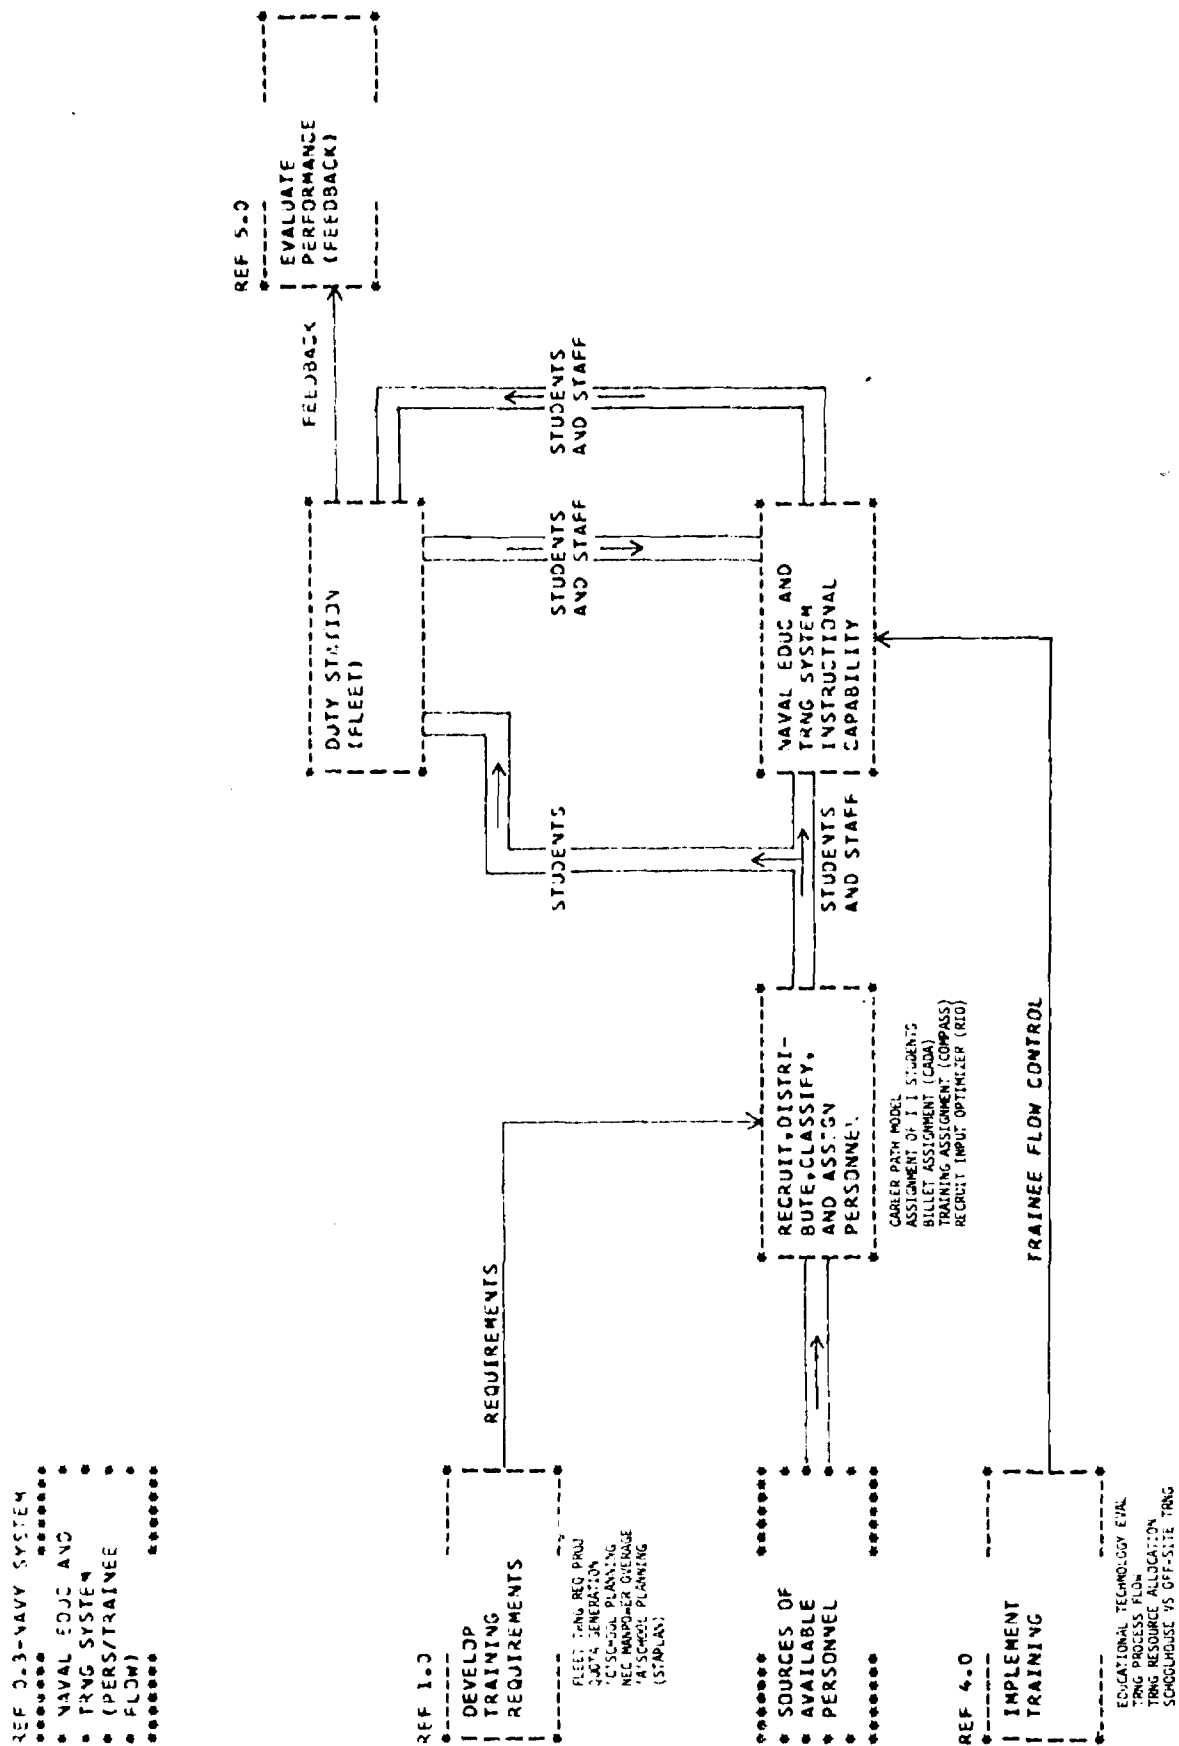 REF 0.3-NAVY SYSTEM
NAVAL EDUC AND
TRNG SYSTEM
(PERS/TRAINEE
FLOW)
REF 5.0
EVALUATE
PERFORMANCE
(FEEDBACK)
FEEDBACK
DUTY STATION
(FLEET)
STUDENTS
AND STAFF
STUDENTS
AND STAFF
STUDENTS
REF 1.0
DEVELOP
TRAINING
REQUIREMENTS
FLEET TRNG REQ PROJ
QUOTA GENERATION
'C'SCHOOL PLANNING
NEC MANPOWER OVERAGE
'A'SCHOOL PLANNING
(STAPLAN)
REQUIREMENTS
SOURCES OF
AVAILABLE
PERSONNEL
RECRUIT,DISTRI-
BUTE,CLASSIFY,
AND ASSIGN
PERSONNEL
CAREER PATH MODEL
ASSIGNMENT OF I I STUDENTS
BILLET ASSIGNMENT (CADA)
TRAINING ASSIGNMENT (COMPASS)
RECRUIT INPUT OPTIMIZER (RIO)
STUDENTS
AND STAFF
NAVAL EDUC AND
TRNG SYSTEM
INSTRUCTIONAL
CAPABILITY
REF 4.0
IMPLEMENT
TRAINING
EDUCATIONAL TECHNOLOGY EVAL
TRNG PROCESS FLOW
TRNG RESOURCE ALLOCATION
SCHOOLHOUSE VS OFF-SITE TRNG
TRAINEE FLOW CONTROL